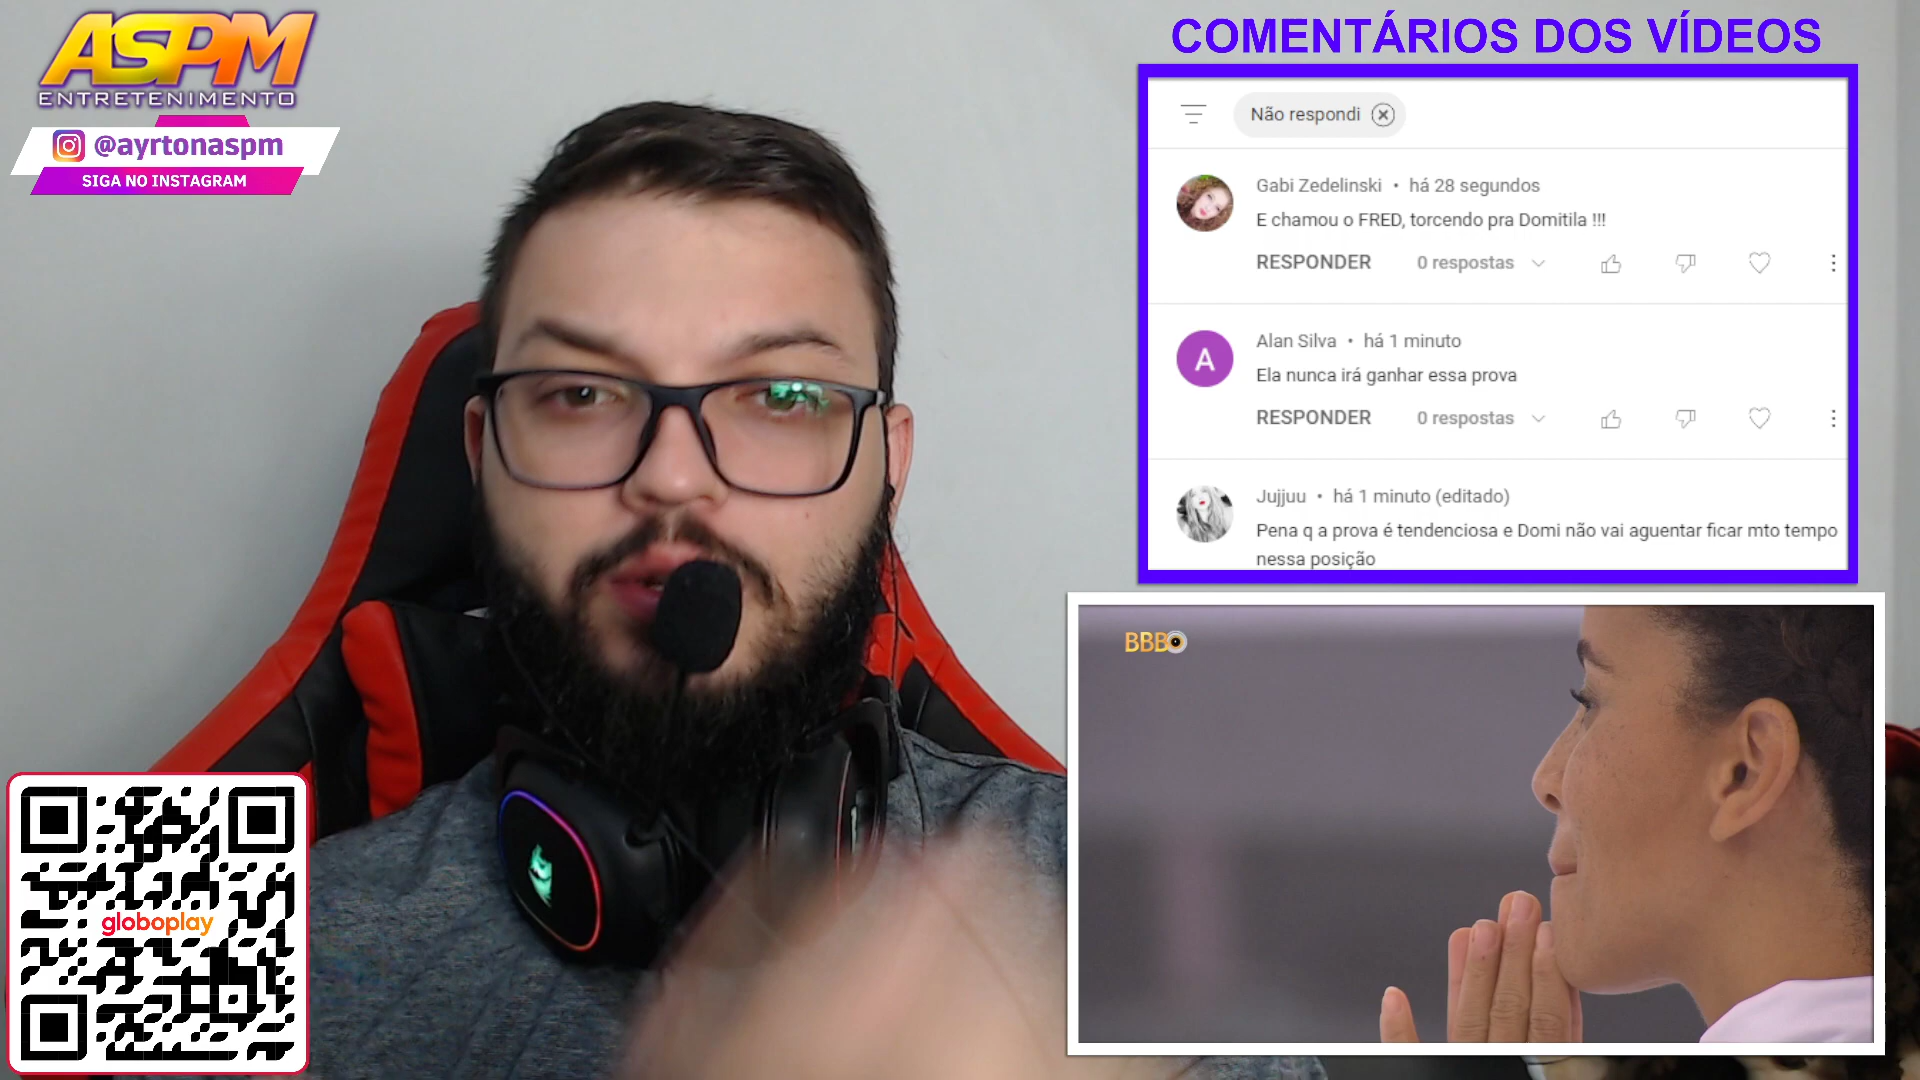 ASPM
ENTRETENIMENTO
@ayrtonaspm
SIGA NO INSTAGRAM
COMENTÁRIOS DOS VÍDEOS
Não respondi
Gabi Zedelinski • há 28 segundos
E chamou o FRED, torcendo pra Domitila !!!
RESPONDER 0 respostas
A
Alan Silva • há 1 minuto
Ela nunca irá ganhar essa prova
RESPONDER 0 respostas
Jujjuu • há 1 minuto (editado)
Pena q a prova é tendenciosa e Domi não vai aguentar ficar mto tempo
nessa posição
BBB
globoplay